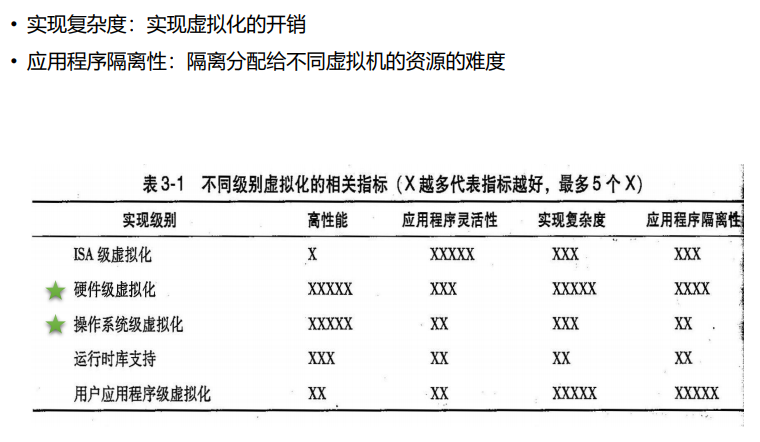 • 实现复杂度：实现虚拟化的开销
• 应用程序隔离性：隔离分配给不同虚拟机的资源的难度
表3-1 不同级别虚拟化的相关指标（X越多代表指标越好，最多5个X）
实现级别 高性能 应用程序灵活性 实现复杂度 应用程序隔离性
ISA 级虚拟化 X XXXXX XXX XXX
硬件级虚拟化 XXXXX XXX XXXXX XXXX
操作系统级虚拟化 XXXXX XX XXX XX
运行时库支持 XXX XX XX XX
用户应用程序级虚拟化 XX XX XXXXX XXXXX